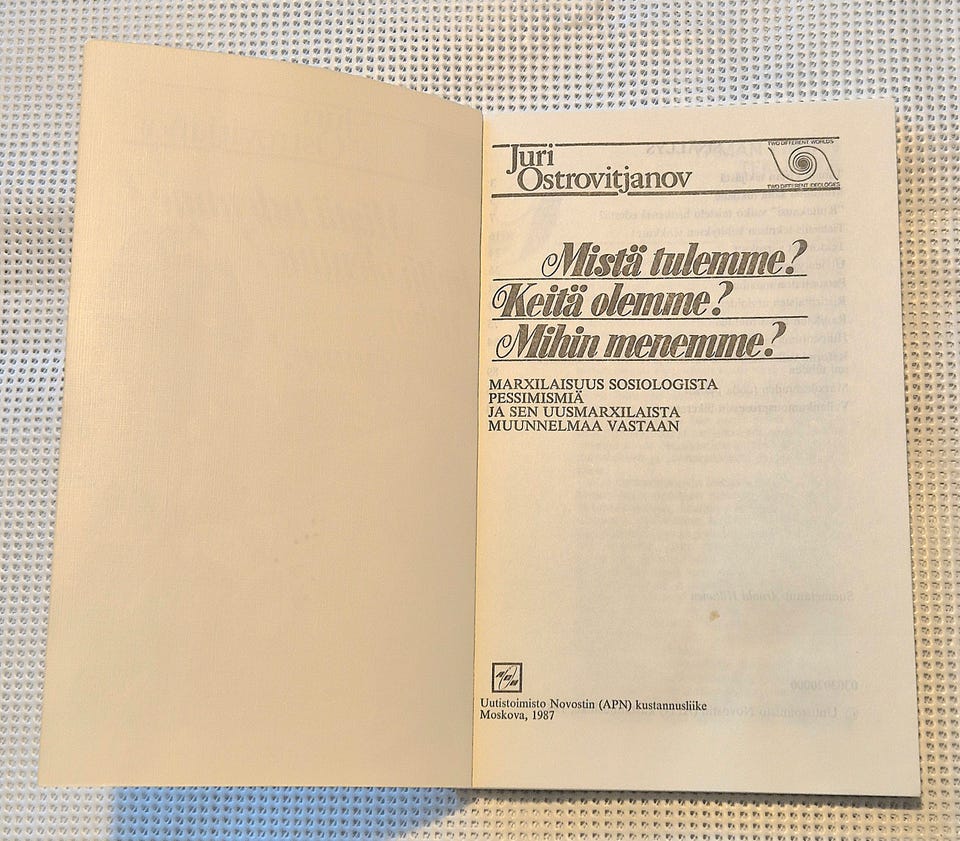 Juri
Ostrovitjanov
TWO DIFFERENT WORLDS
TWO DIFFERENT IDEOLOGIES
Mistä tulemme?
Keitä olemme?
Mihin menemme?
MARXILAISUUS SOSIOLOGISTA
PESSIMISMIÄ
JA SEN UUSMARXILAISTA
MUUNNELMAA VASTAAN
Uutistoimisto Novostin (APN) kustannusliike
Moskova, 1987